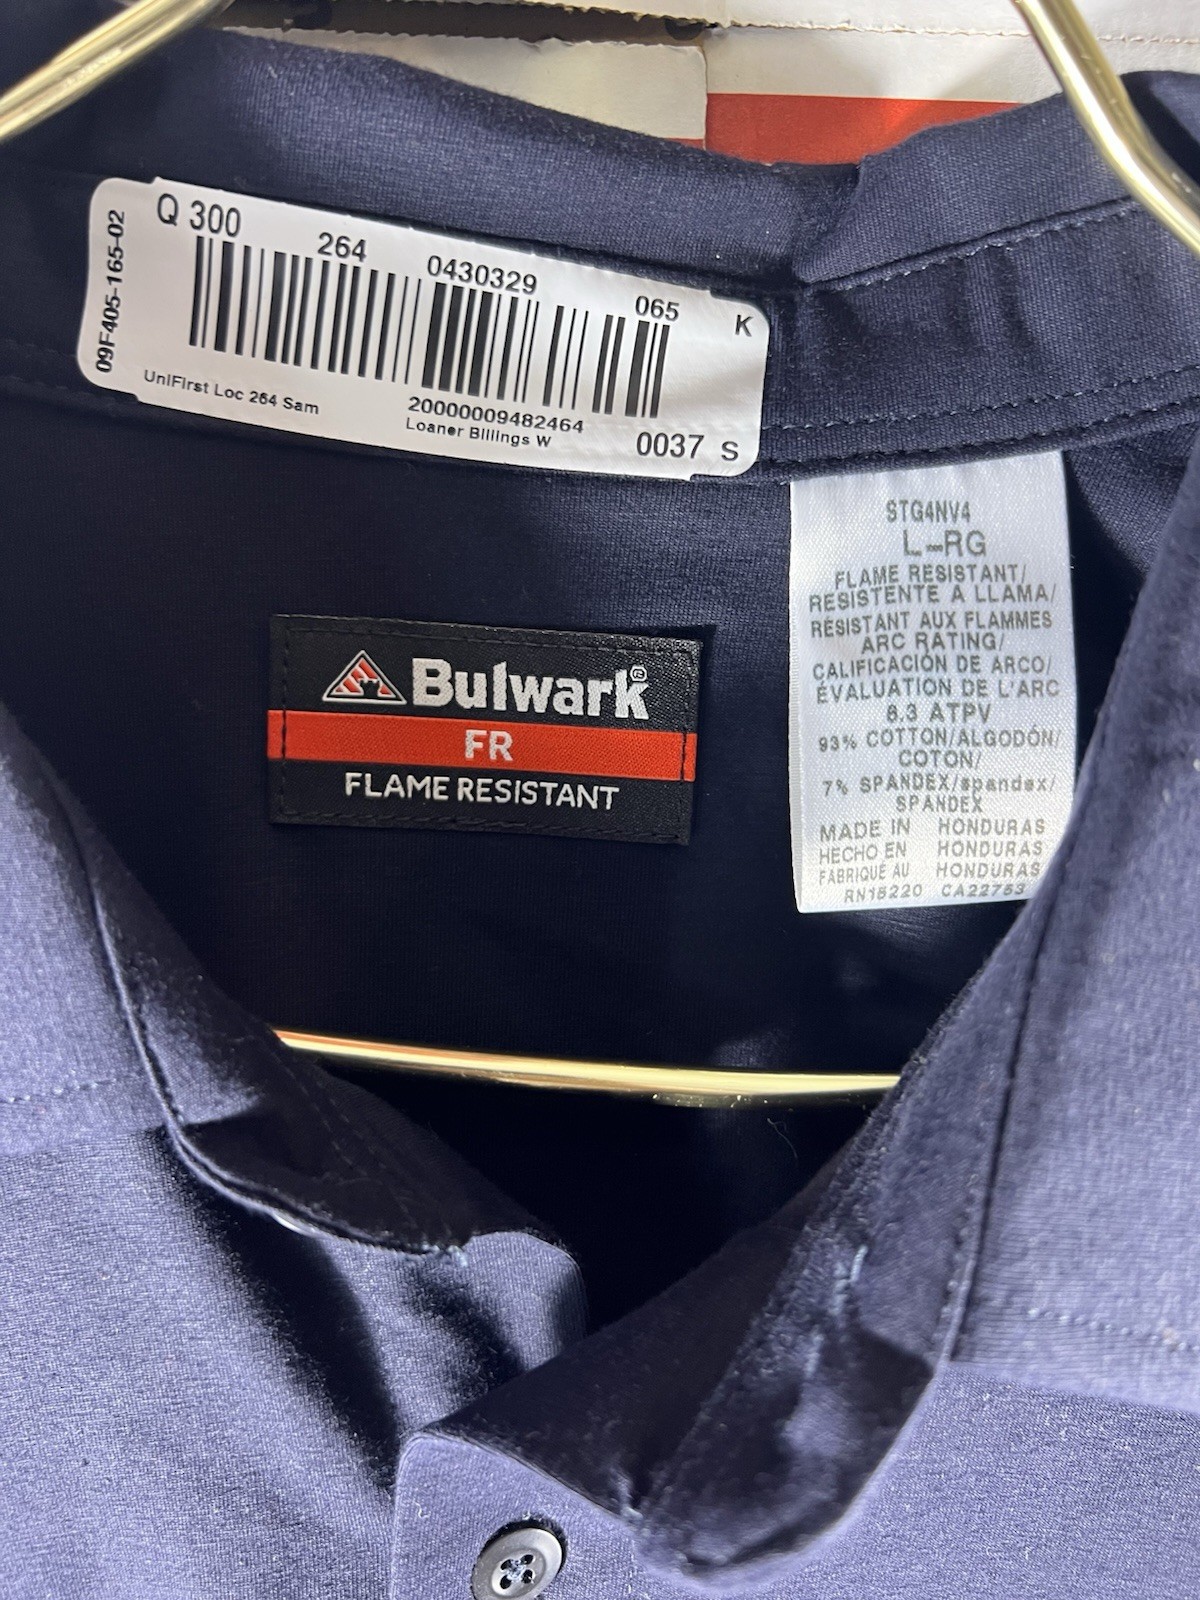 Q 300 264 0430329 065 K
09F405-165-02
UniFirst Loc 264 Sam
20000009482464
Loaner Billings W
0037 S
STG4NV4
L-RG
FLAME RESISTANT/
RESISTENTE A LLAMA/
RÉSISTANT AUX FLAMMES
ARC RATING/
CALIFICACIÓN DE ARCO/
ÉVALUATION DE L'ARC
8.3 ATPV
93% COTTON/ALGODÓN/
COTON/
7% SPANDEX/spandex/
SPANDEX
MADE IN HONDURAS
HECHO EN HONDURAS
FABRIQUÉ AU HONDURAS
RN15220 CA22753
Bulwark®
FR
FLAME RESISTANT